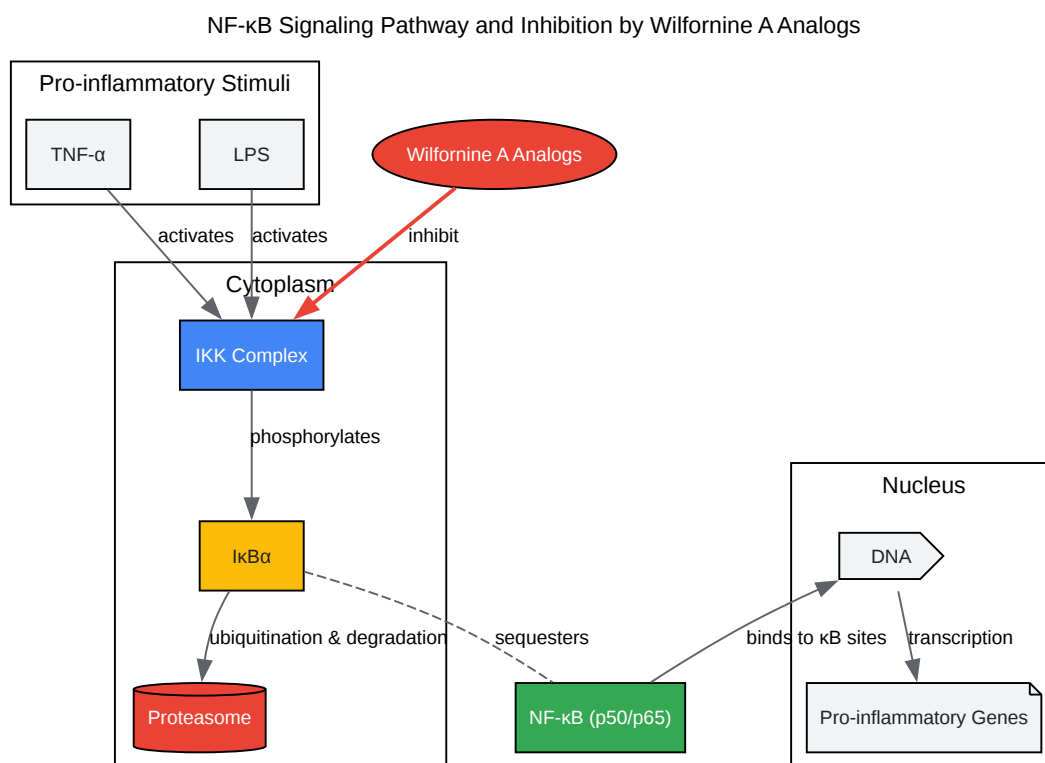 NF-κB Signaling Pathway and Inhibition by Wilfornine A Analogs
Pro-inflammatory Stimuli
TNF-α
LPS
Wilfornine A Analogs
activates
activates
inhibit
Cytoplasm
IKK Complex
phosphorylates
Nucleus
IκBα
DNA
ubiquitination & degradation
sequesters
binds to κB sites
transcription
Proteasome
NF-κB (p50/p65)
Pro-inflammatory Genes